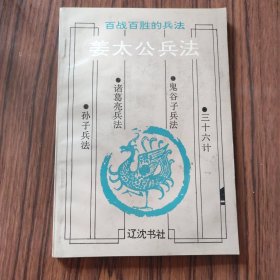 百战百胜的兵法
姜太公兵法
●三十六计
●鬼谷子兵法
●诸葛亮兵法
●孙子兵法
辽沈书社